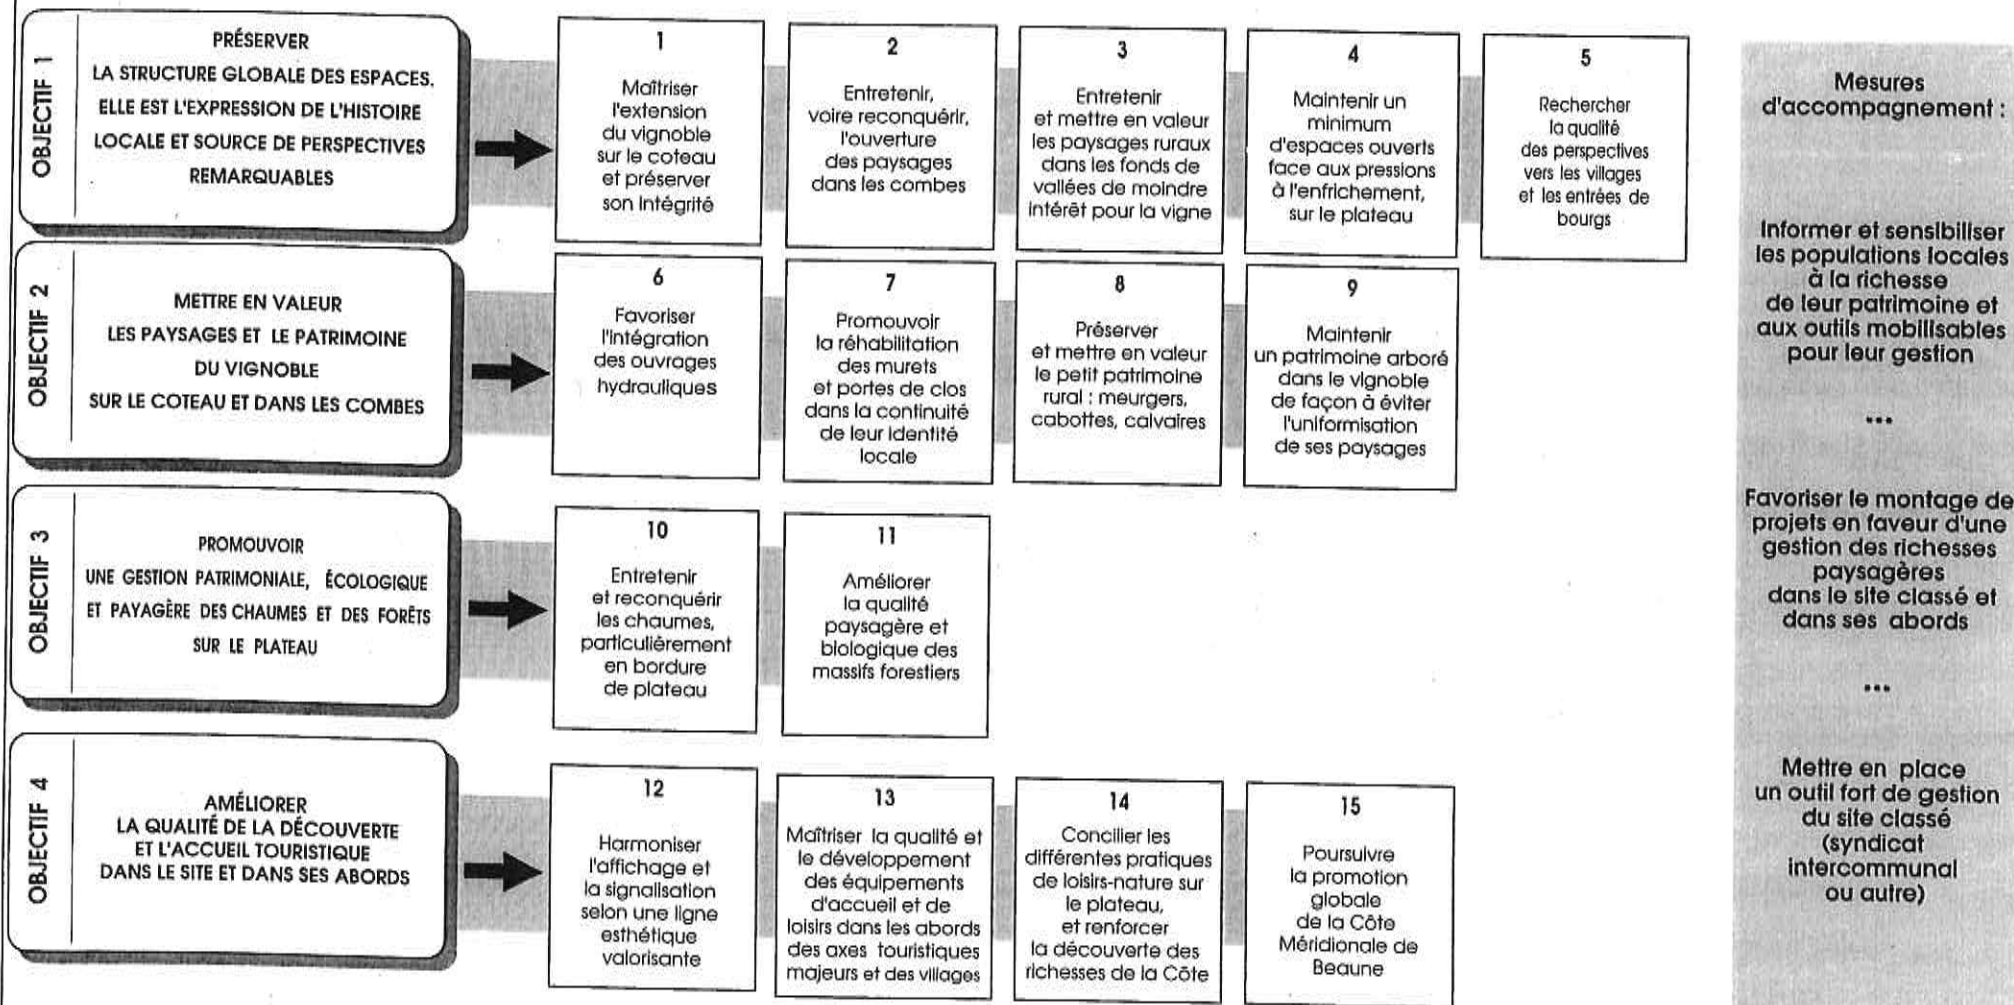 OBJECTIF 1
PRÉSERVER
LA STRUCTURE GLOBALE DES ESPACES.
ELLE EST L'EXPRESSION DE L'HISTOIRE
LOCALE ET SOURCE DE PERSPECTIVES
REMARQUABLES
1
Maîtriser
l'extension
du vignoble
sur le coteau
et préserver
son intégrité
2
Entretenir,
voire reconquérir,
l'ouverture
des paysages
dans les combes
3
Entretenir
et mettre en valeur
les paysages ruraux
dans les fonds de
vallées de moindre
intérêt pour la vigne
4
Maintenir un
minimum
d'espaces ouverts
face aux pressions
à l'enfrichement,
sur le plateau
5
Rechercher
la qualité
des perspectives
vers les villages
et les entrées de
bourgs
OBJECTIF 2
METTRE EN VALEUR
LES PAYSAGES ET LE PATRIMOINE
DU VIGNOBLE
SUR LE COTEAU ET DANS LES COMBES
6
Favoriser
l'intégration
des ouvrages
hydrauliques
7
Promouvoir
la réhabilitation
des murets
et portes de clos
dans la continuité
de leur identité
locale
8
Préserver
et mettre en valeur
le petit patrimoine
rural : meurgers,
cabottes, calvaires
9
Maintenir
un patrimoine arboré
dans le vignoble
de façon à éviter
l'uniformisation
de ses paysages
OBJECTIF 3
PROMOUVOIR
UNE GESTION PATRIMONIALE, ÉCOLOGIQUE
ET PAYAGÈRE DES CHAUMES ET DES FORÊTS
SUR LE PLATEAU
10
Entretenir
et reconquérir
les chaumes,
particulièrement
en bordure
de plateau
11
Améliorer
la qualité
paysagère et
biologique des
massifs forestiers
OBJECTIF 4
AMÉLIORER
LA QUALITÉ DE LA DÉCOUVERTE
ET L'ACCUEIL TOURISTIQUE
DANS LE SITE ET DANS SES ABORDS
12
Harmoniser
l'affichage et
la signalisation
selon une ligne
esthétique
valorisante
13
Maîtriser la qualité et
le développement
des équipements
d'accueil et de
loisirs dans les abords
des axes touristiques
majeurs et des villages
14
Concilier les
différentes pratiques
de loisirs-nature sur
le plateau,
et renforcer
la découverte des
richesses de la Côte
15
Poursuivre
la promotion
globale
de la Côte
Méridionale de
Beaune
Mesures
d'accompagnement :
Informer et sensibiliser
les populations locales
à la richesse
de leur patrimoine et
aux outils mobilisables
pour leur gestion
...
Favoriser le montage de
projets en faveur d'une
gestion des richesses
paysagères
dans le site classé et
dans ses abords
...
Mettre en place
un outil fort de gestion
du site classé
(syndicat
intercommunal
ou autre)